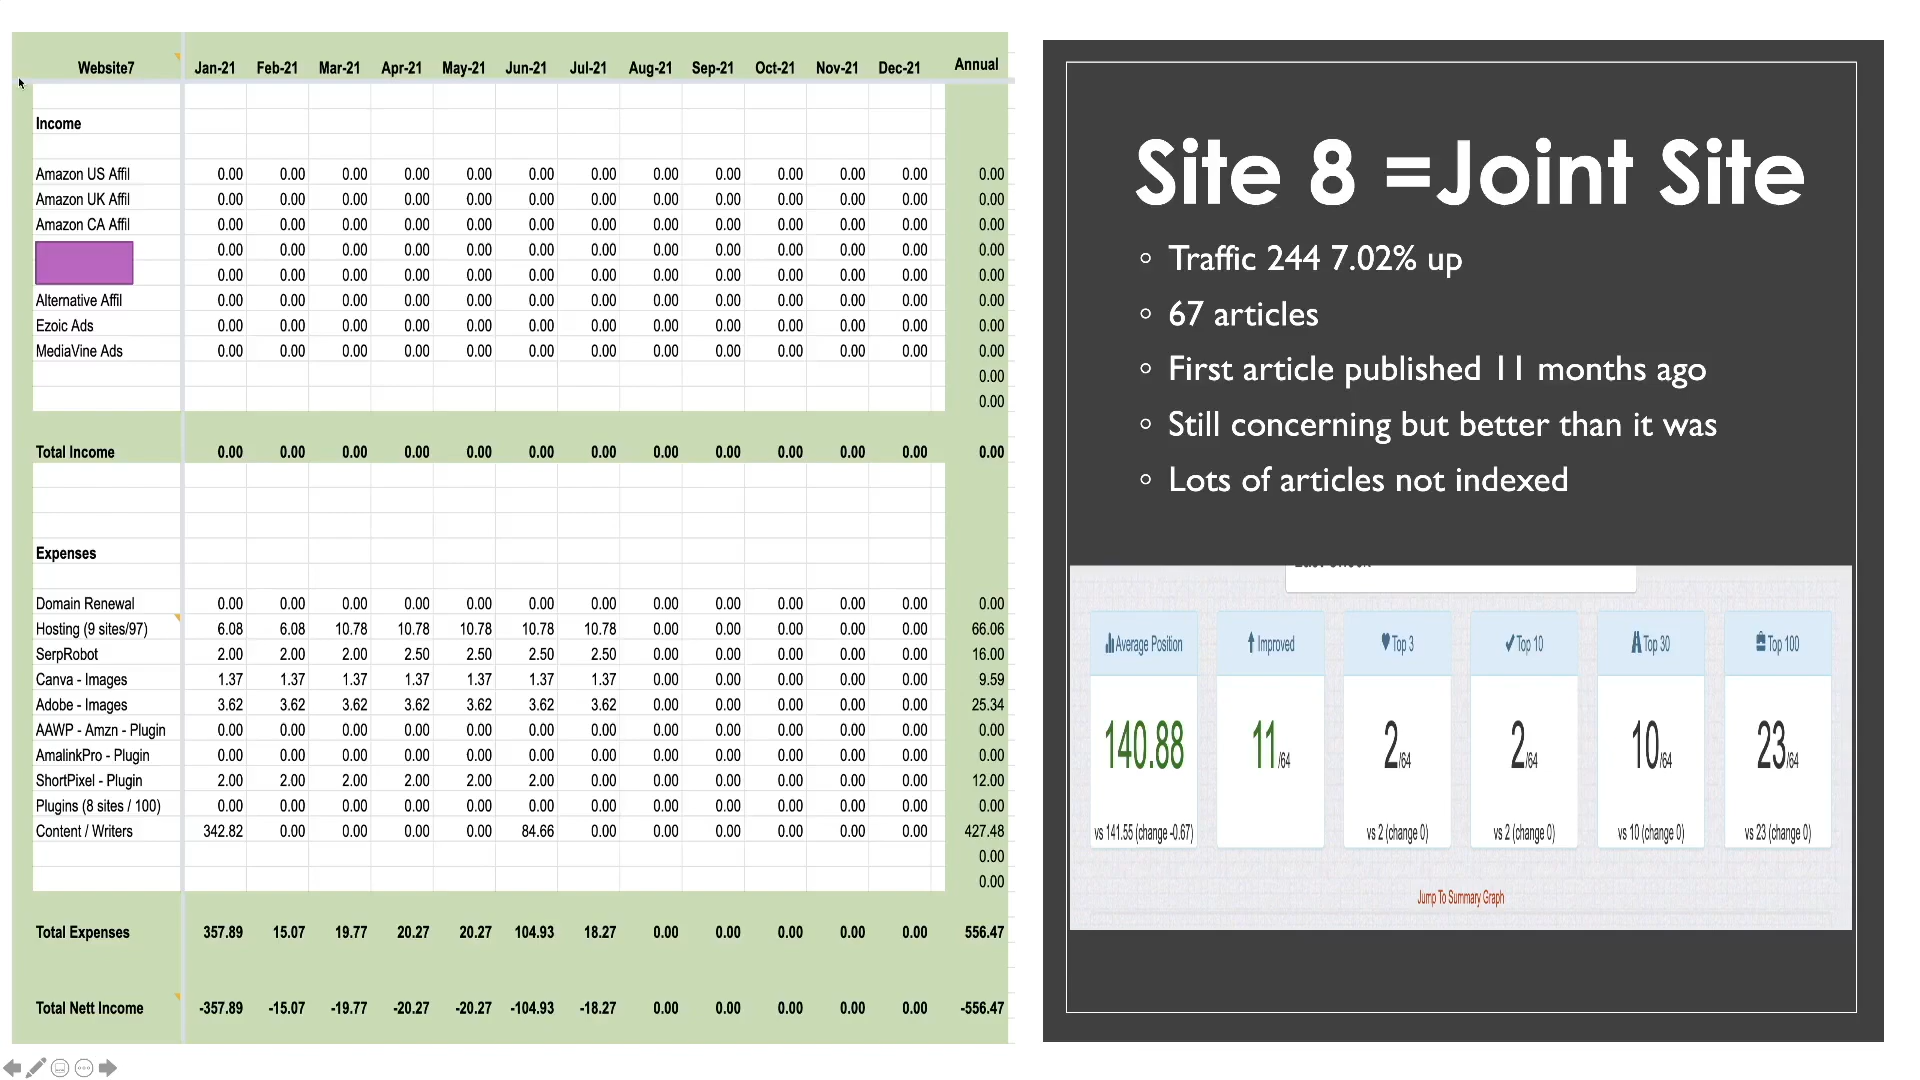 Website7 Jan-21 Feb-21 Mar-21 Apr-21 May-21 Jun-21 Jul-21 Aug-21 Sep-21 Oct-21 Nov-21 Dec-21 Annual
Income
Amazon US Affil 0.00 0.00 0.00 0.00 0.00 0.00 0.00 0.00 0.00 0.00 0.00 0.00 0.00
Amazon UK Affil 0.00 0.00 0.00 0.00 0.00 0.00 0.00 0.00 0.00 0.00 0.00 0.00 0.00
Amazon CA Affil 0.00 0.00 0.00 0.00 0.00 0.00 0.00 0.00 0.00 0.00 0.00 0.00 0.00
0.00 0.00 0.00 0.00 0.00 0.00 0.00 0.00 0.00 0.00 0.00 0.00 0.00
0.00 0.00 0.00 0.00 0.00 0.00 0.00 0.00 0.00 0.00 0.00 0.00 0.00
Alternative Affil 0.00 0.00 0.00 0.00 0.00 0.00 0.00 0.00 0.00 0.00 0.00 0.00 0.00
Ezoic Ads 0.00 0.00 0.00 0.00 0.00 0.00 0.00 0.00 0.00 0.00 0.00 0.00 0.00
MediaVine Ads 0.00 0.00 0.00 0.00 0.00 0.00 0.00 0.00 0.00 0.00 0.00 0.00 0.00
0.00
0.00
Total Income 0.00 0.00 0.00 0.00 0.00 0.00 0.00 0.00 0.00 0.00 0.00 0.00 0.00
Expenses
Domain Renewal 0.00 0.00 0.00 0.00 0.00 0.00 0.00 0.00 0.00 0.00 0.00 0.00 0.00
Hosting (9 sites/97) 6.08 6.08 10.78 10.78 10.78 10.78 10.78 0.00 0.00 0.00 0.00 0.00 66.06
SerpRobot 2.00 2.00 2.00 2.50 2.50 2.50 2.50 0.00 0.00 0.00 0.00 0.00 16.00
Canva - Images 1.37 1.37 1.37 1.37 1.37 1.37 1.37 0.00 0.00 0.00 0.00 0.00 9.59
Adobe - Images 3.62 3.62 3.62 3.62 3.62 3.62 3.62 0.00 0.00 0.00 0.00 0.00 25.34
AAWP - Amzn - Plugin 0.00 0.00 0.00 0.00 0.00 0.00 0.00 0.00 0.00 0.00 0.00 0.00 0.00
AmalinkPro - Plugin 0.00 0.00 0.00 0.00 0.00 0.00 0.00 0.00 0.00 0.00 0.00 0.00 0.00
ShortPixel - Plugin 2.00 2.00 2.00 2.00 2.00 2.00 0.00 0.00 0.00 0.00 0.00 0.00 12.00
Plugins (8 sites / 100) 0.00 0.00 0.00 0.00 0.00 0.00 0.00 0.00 0.00 0.00 0.00 0.00 0.00
Content / Writers 342.82 0.00 0.00 0.00 0.00 84.66 0.00 0.00 0.00 0.00 0.00 0.00 427.48
0.00
0.00
Total Expenses 357.89 15.07 19.77 20.27 20.27 104.93 18.27 0.00 0.00 0.00 0.00 0.00 556.47
Total Nett Income -357.89 -15.07 -19.77 -20.27 -20.27 -104.93 -18.27 0.00 0.00 0.00 0.00 0.00 -556.47
Site 8 =Joint Site
Traffic 244 7.02% up
67 articles
First article published 11 months ago
Still concerning but better than it was
Lots of articles not indexed
Average Position Improved Top 3 Top 10 Top 30 Top 100
140.88 11/64 2/64 2/64 10/64 23/64
vs 141.55 (change -0.67) vs 2 (change 0) vs 2 (change 0) vs 10 (change 0) vs 23 (change 0)
Jump To Summary Graph